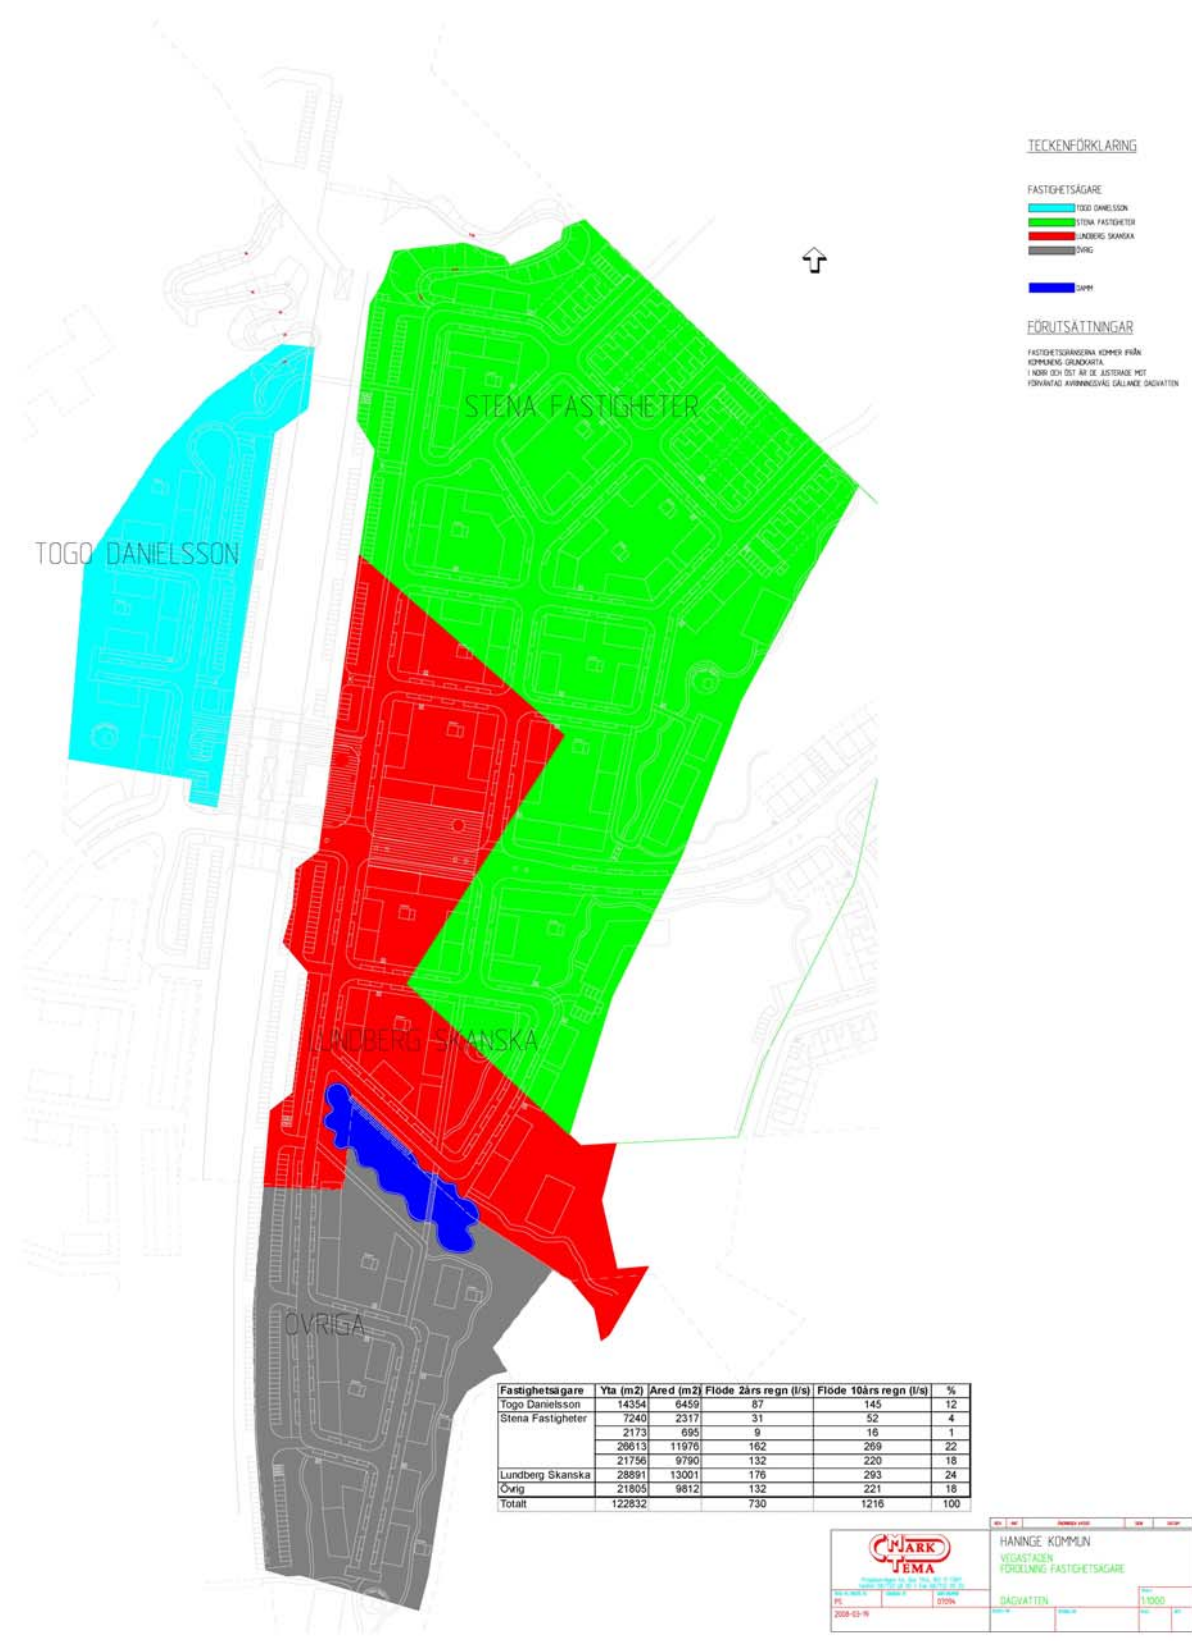 TECKENFÖRKLARING
FASTIGHETSÄGARE
TOGO DANIELSSON
STENA FASTIGHETER
LUNDBERG SKANSKA
ÖVRIG
DAMM
FÖRUTSÄTTNINGAR
FASTIGHETSGRÄNSERNA KOMMER IFRÅN
KOMMUNENS GRUNDKARTA.
I NORR OCH ÖST ÄR DE JUSTERADE MOT
FÖRVÄNTAD AVRINNINGSVÄG GÄLLANDE DAGVATTEN
STENA FASTIGHETER
TOGO DANIELSSON
LUNDBERG SKANSKA
ÖVRIGA
Fastighetsägare Yta (m2) Ared (m2) Flöde 2års regn (l/s) Flöde 10års regn (l/s) %
Togo Danielsson 14354 6459 87 145 12
Stena Fastigheter 7240 2317 31 52 4
2173 695 9 16 1
26613 11976 162 269 22
21756 9790 132 220 18
Lundberg Skanska 28891 13001 176 293 24
Övrig 21805 9812 132 221 18
Totalt 122832 730 1216 100
MARK
TEMA
PS 07094
2008-03-19
HANINGE KOMMUN
VEGASTADEN
FÖRDELNING FASTIGHETSÄGARE
DAGVATTEN
1:1000